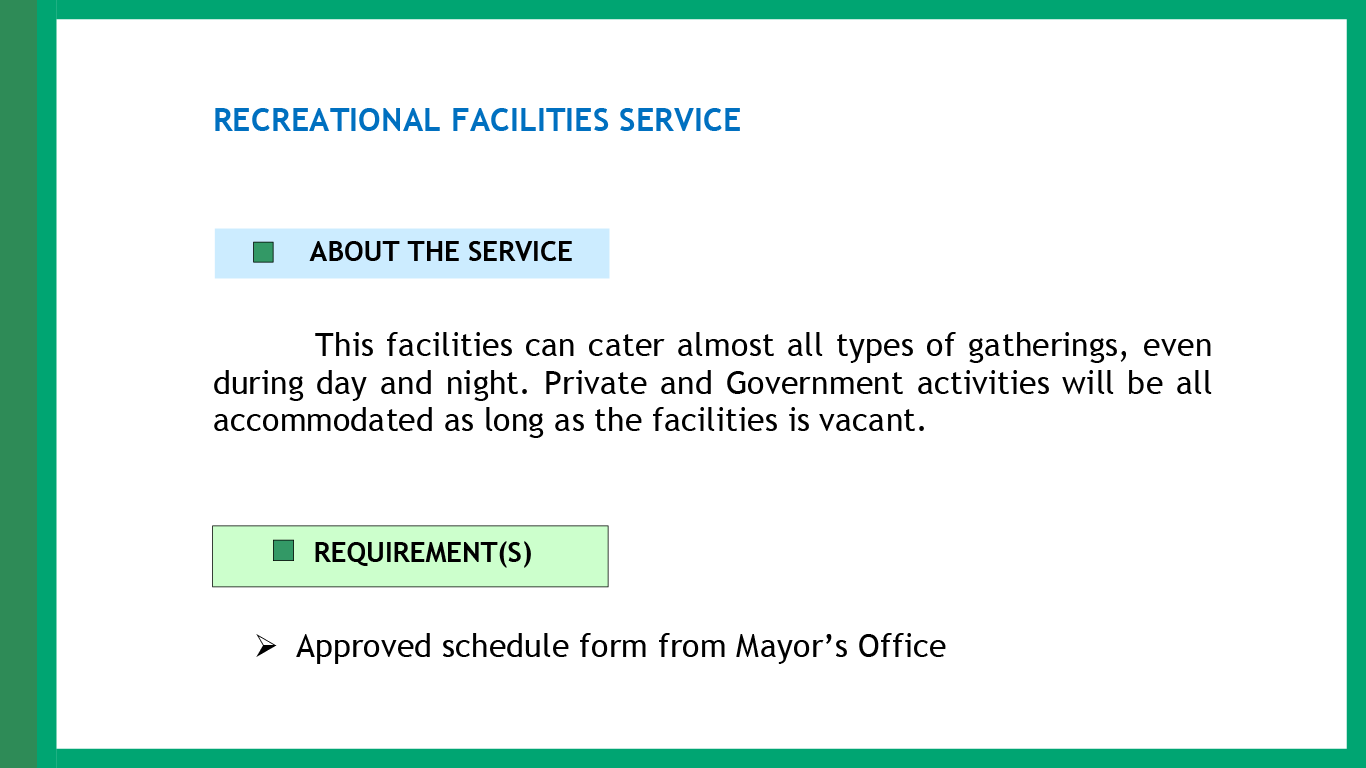 RECREATIONAL FACILITIES SERVICE
ABOUT THE SERVICE
This facilities can cater almost all types of gatherings, even
during day and night. Private and Government activities will be all
accommodated as long as the facilities is vacant.
REQUIREMENT(S)
➢ Approved schedule form from Mayor’s Office